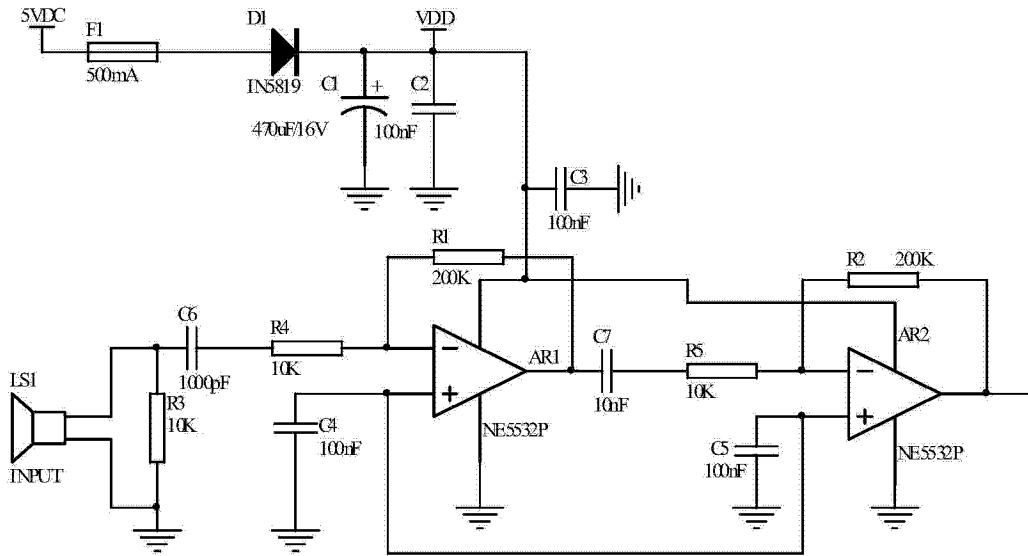 5VDC
F1
500mA
D1
IN5819
VDD
C1
+
C2
470uF/16V
100nF
C3
100nF
R1
200K
R2
200K
C6
1000pF
R4
10K
AR1
C7
10nF
R5
10K
AR2
LS1
INPUT
R3
10K
C4
100nF
NE5532P
C5
100nF
NE5532P